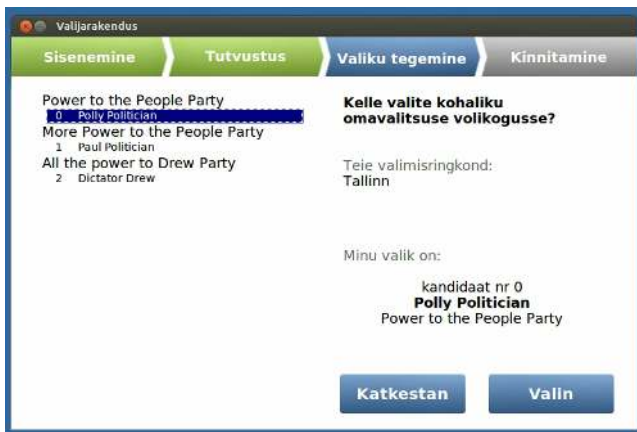 Valijarakendus
Sisenemine
Tutvustus
Valiku tegemine
Kinnitamine
Power to the People Party
0 Polly Politician
More Power to the People Party
1 Paul Politician
All the power to Drew Party
2 Dictator Drew
Kelle valite kohaliku
omavalitsuse volikogusse?
Teie valimisringkond:
Tallinn
Minu valik on:
kandidaat nr 0
Polly Politician
Power to the People Party
Katkestan
Valin